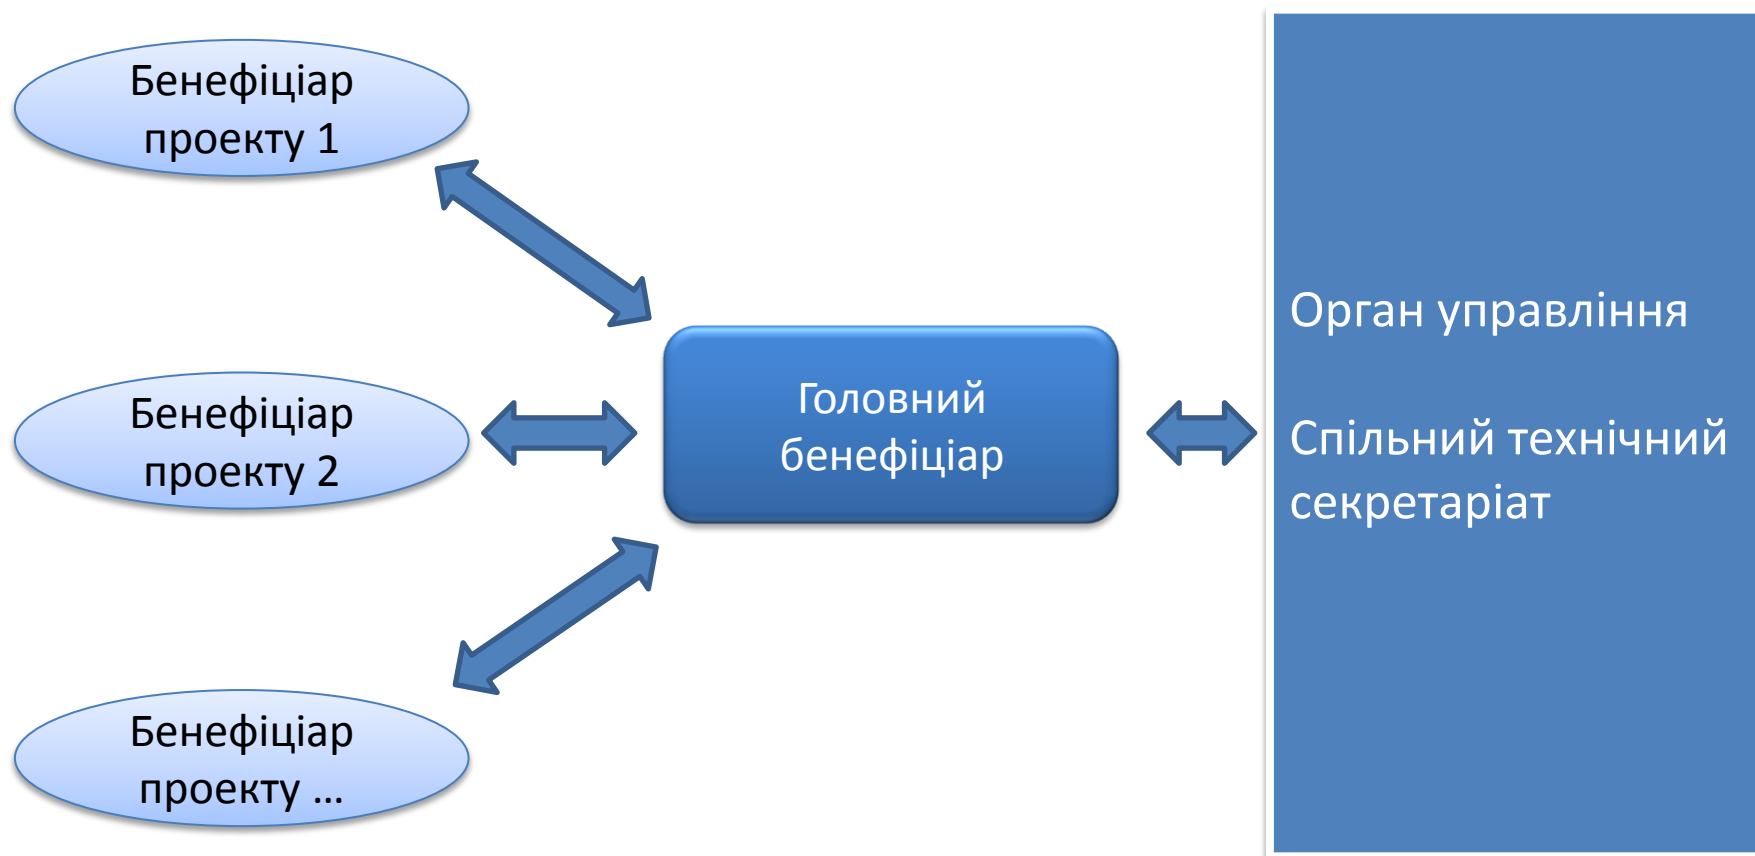 Бенефіціар
проекту 1
Бенефіціар
проекту 2
Бенефіціар
проекту ...
Головний
бенефіціар
Орган управління
Спільний технічний
секретаріат